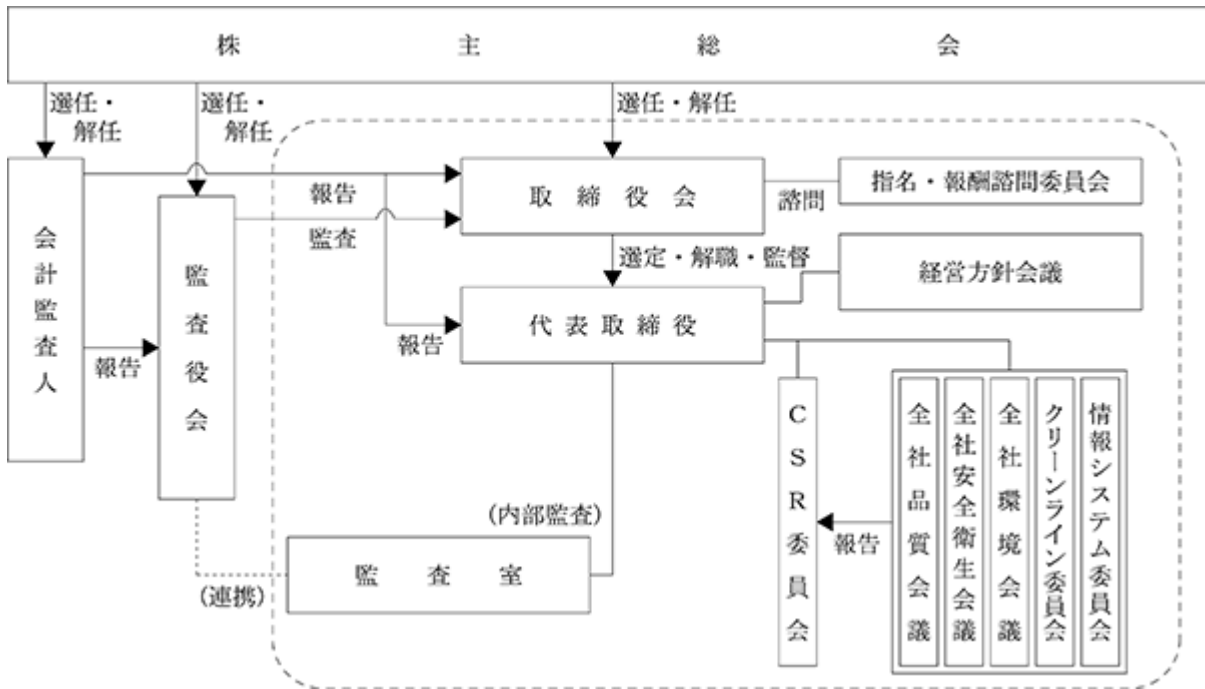 株主総会
選任・
解任
選任・
解任
選任・解任
会計監査人
監査役会
報告
監査
取締役会
諮問
指名・報酬諮問委員会
選定・解職・監督
経営方針会議
代表取締役
報告
報告
CSR委員会
全社品質会議
全社安全衛生会議
全社環境会議
クリーンライン委員会
情報システム委員会
報告
(内部監査)
監査室
(連携)